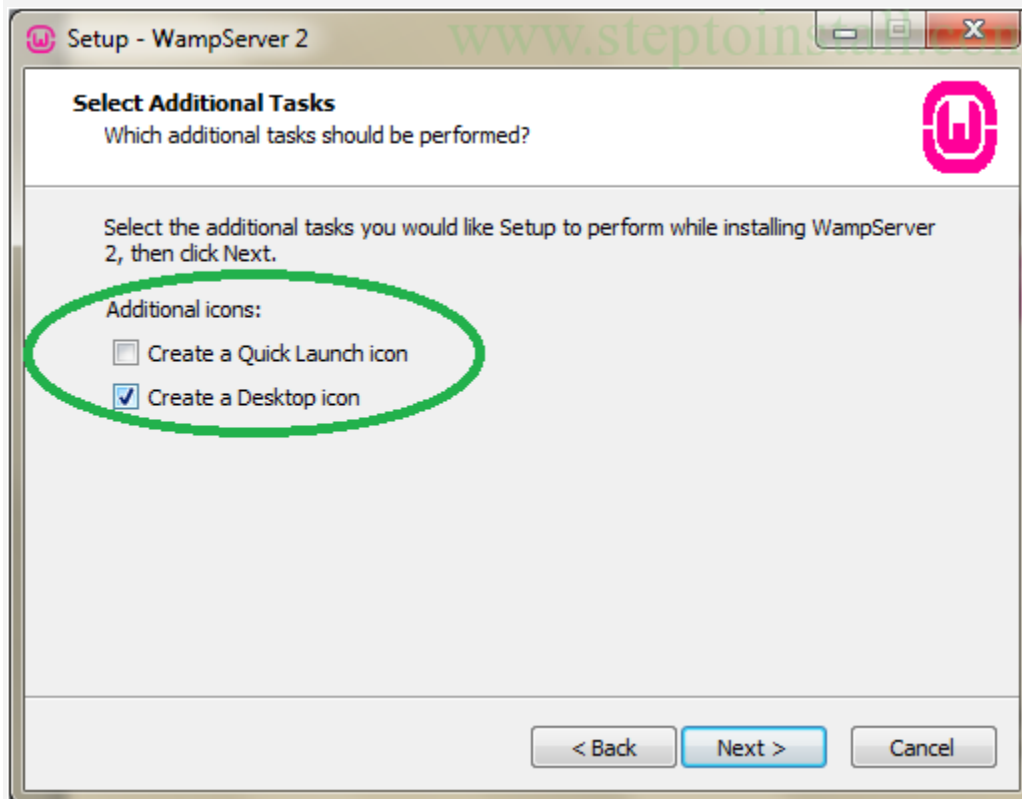 Setup - WampServer 2
www.steptoinstall.com
Select Additional Tasks
Which additional tasks should be performed?
Select the additional tasks you would like Setup to perform while installing WampServer
2, then click Next.
Additional icons:
Create a Quick Launch icon
Create a Desktop icon
< Back
Next >
Cancel